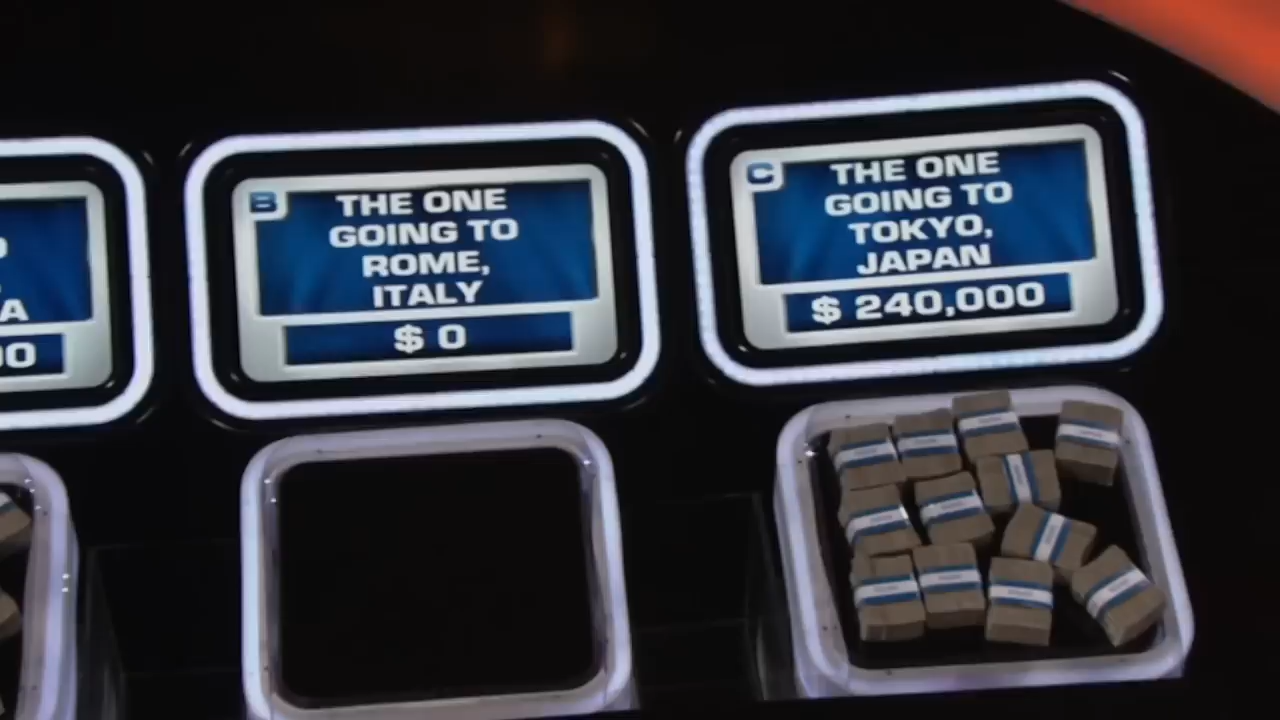 B
THE ONE
GOING TO
ROME,
ITALY
$ 0
C
THE ONE
GOING TO
TOKYO,
JAPAN
$ 240,000